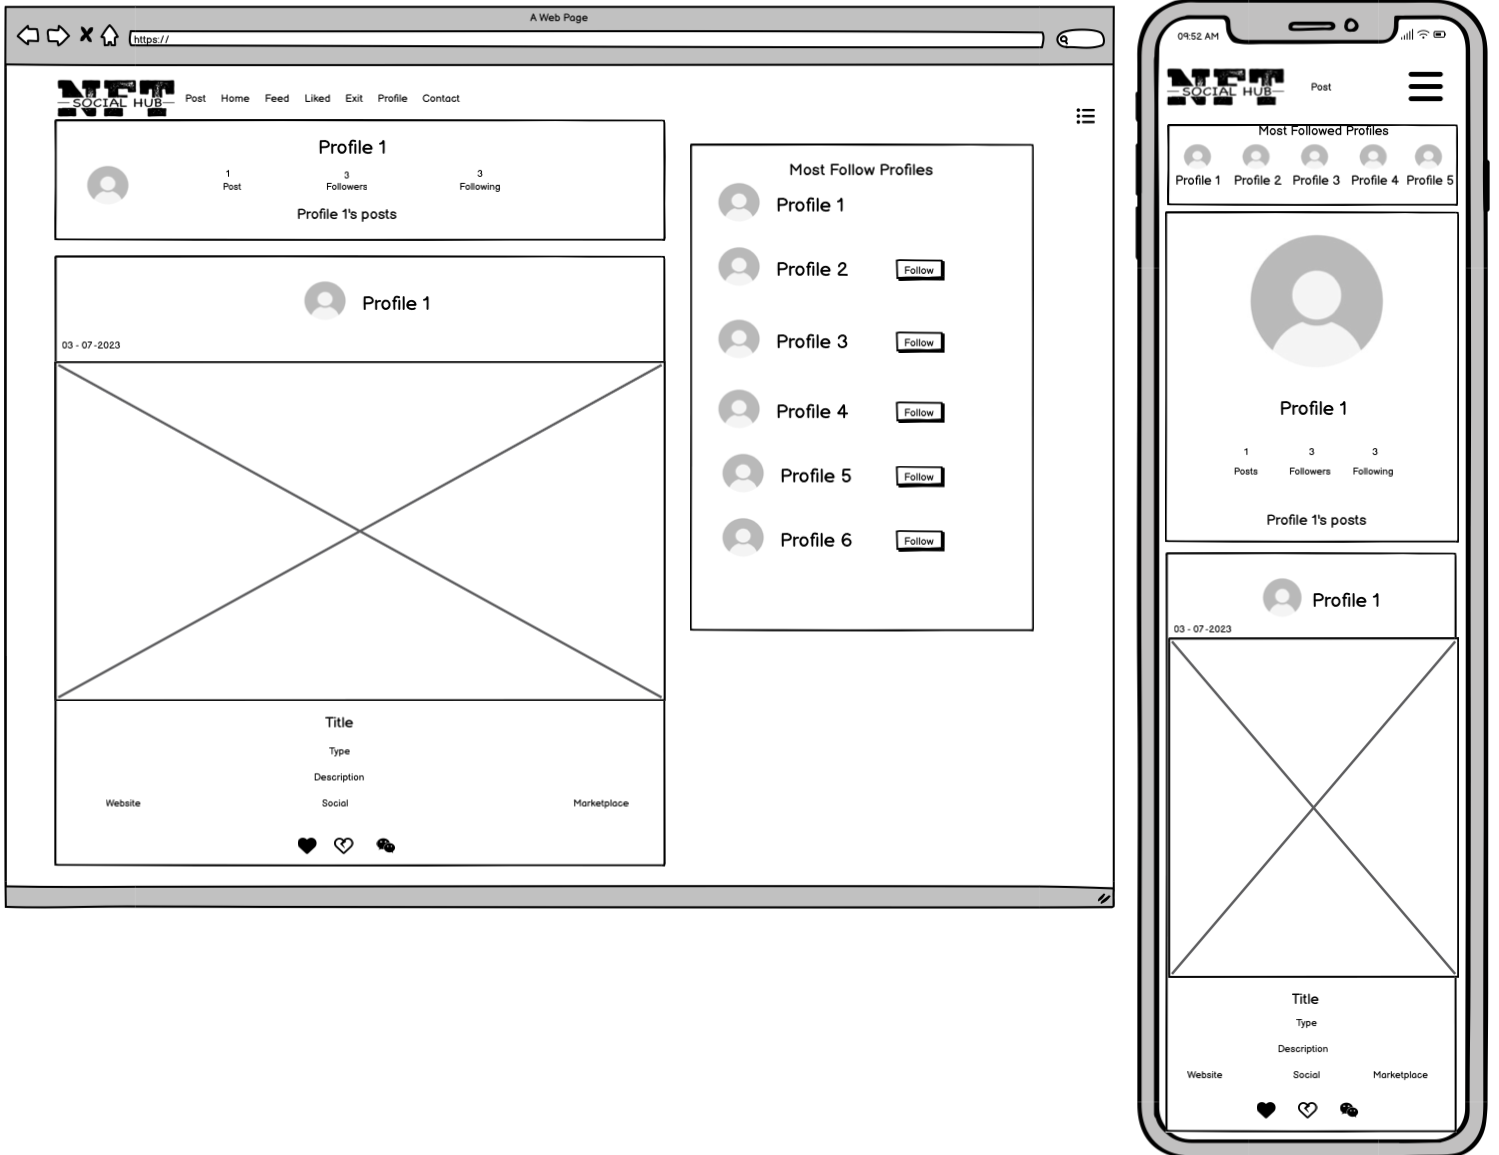 A Web Page
https://
NFT
SOCIAL HUB
Post Home Feed Liked Exit Profile Contact
Profile 1
1 3 3
Post Followers Following
Profile 1's posts
Profile 1
03 - 07 -2023
Title
Type
Description
Website Social Marketplace
Most Follow Profiles
Profile 1
Profile 2 Follow
Profile 3 Follow
Profile 4 Follow
Profile 5 Follow
Profile 6 Follow
09:52 AM
NFT
SOCIAL HUB
Post
Most Followed Profiles
Profile 1 Profile 2 Profile 3 Profile 4 Profile 5
Profile 1
1 3 3
Posts Followers Following
Profile 1's posts
Profile 1
03 - 07 -2023
Title
Type
Description
Website Social Marketplace